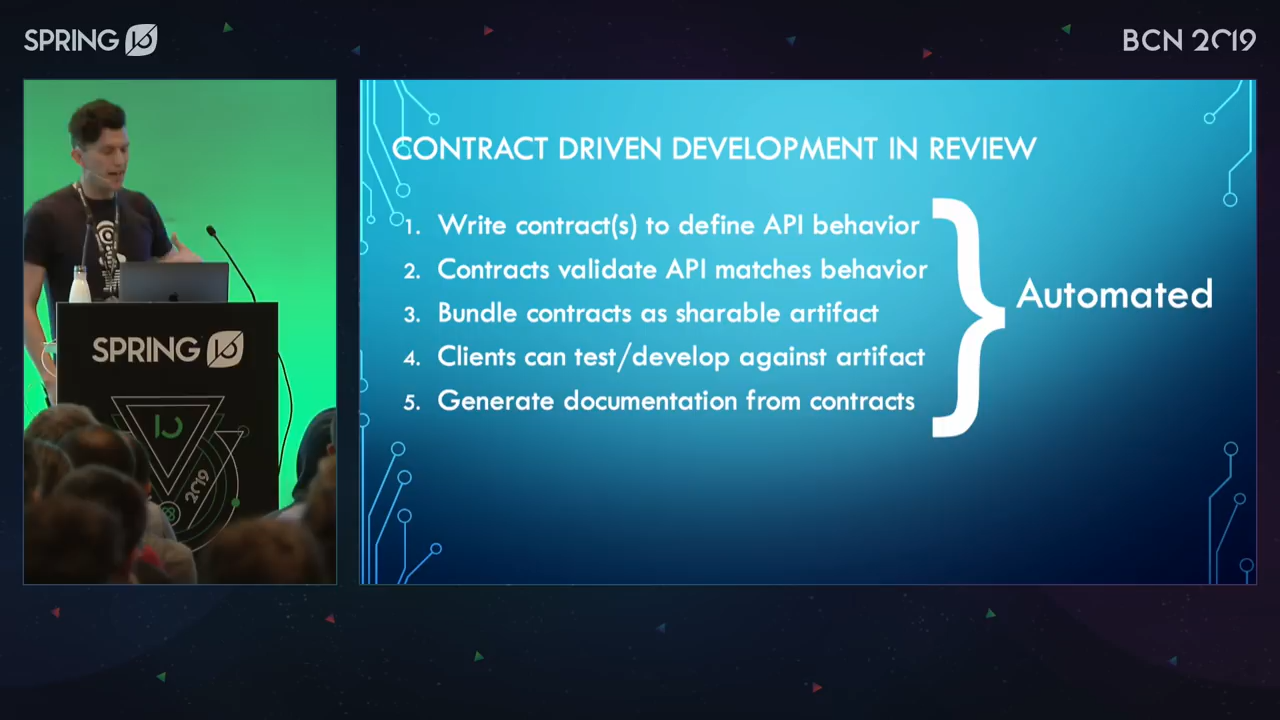 SPRING IO
BCN 2019
CONTRACT DRIVEN DEVELOPMENT IN REVIEW
1. Write contract(s) to define API behavior
2. Contracts validate API matches behavior
3. Bundle contracts as sharable artifact
4. Clients can test/develop against artifact
5. Generate documentation from contracts
} Automated
SPRING IO
IO
2019